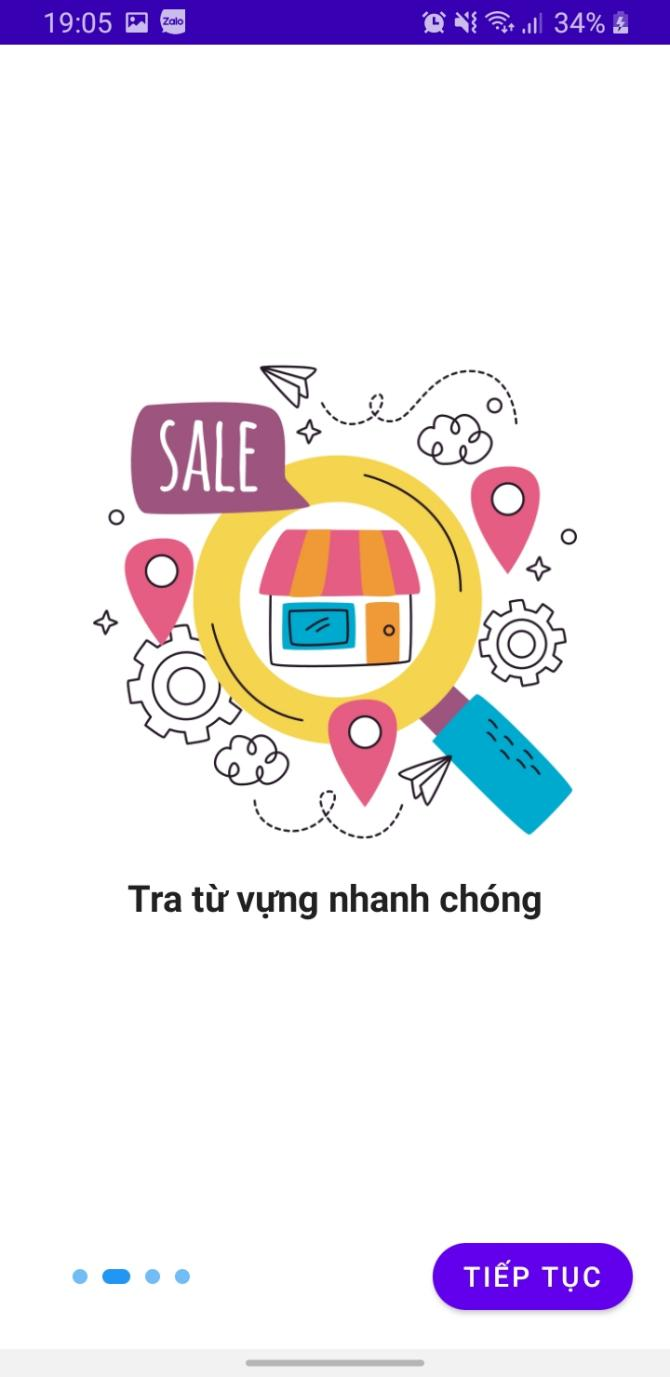 19:05 Zalo 34%
SALE
Tra từ vựng nhanh chóng
TIẾP TỤC